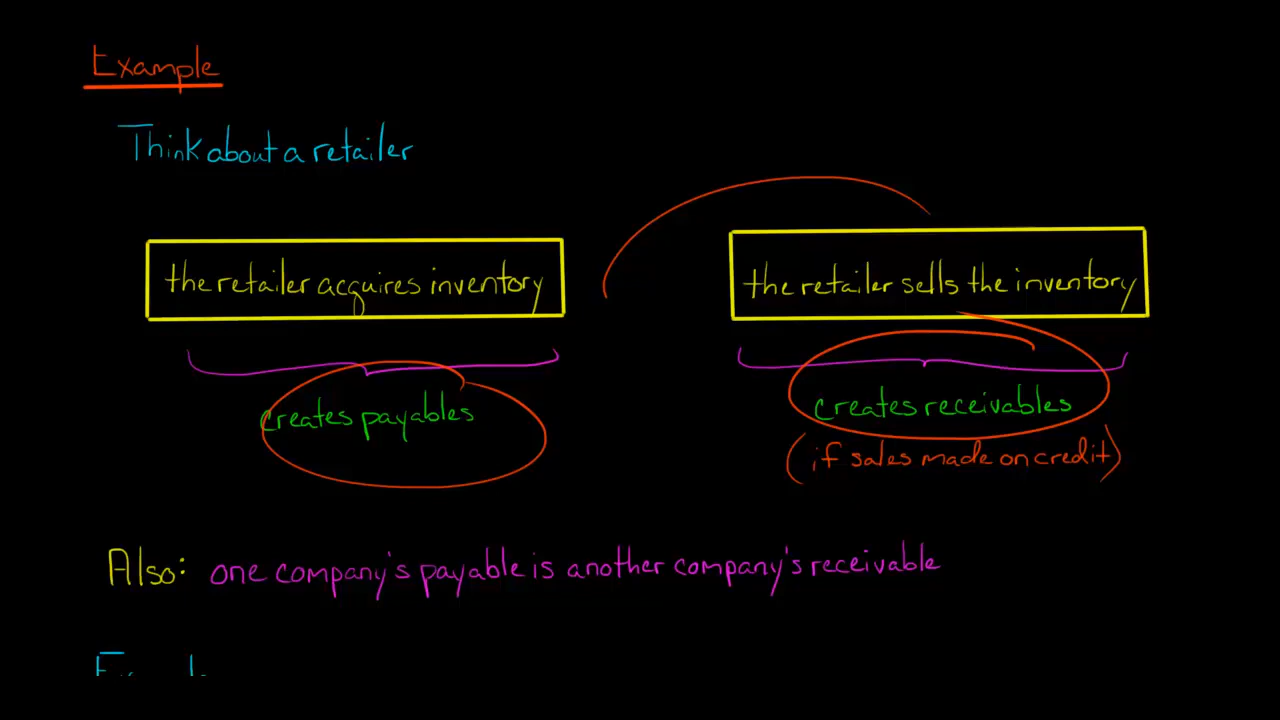 Example
Think about a retailer
the retailer acquires inventory
the retailer sells the inventory
creates payables
creates receivables
(if sales made on credit)
Also: one company's payable is another company's receivable